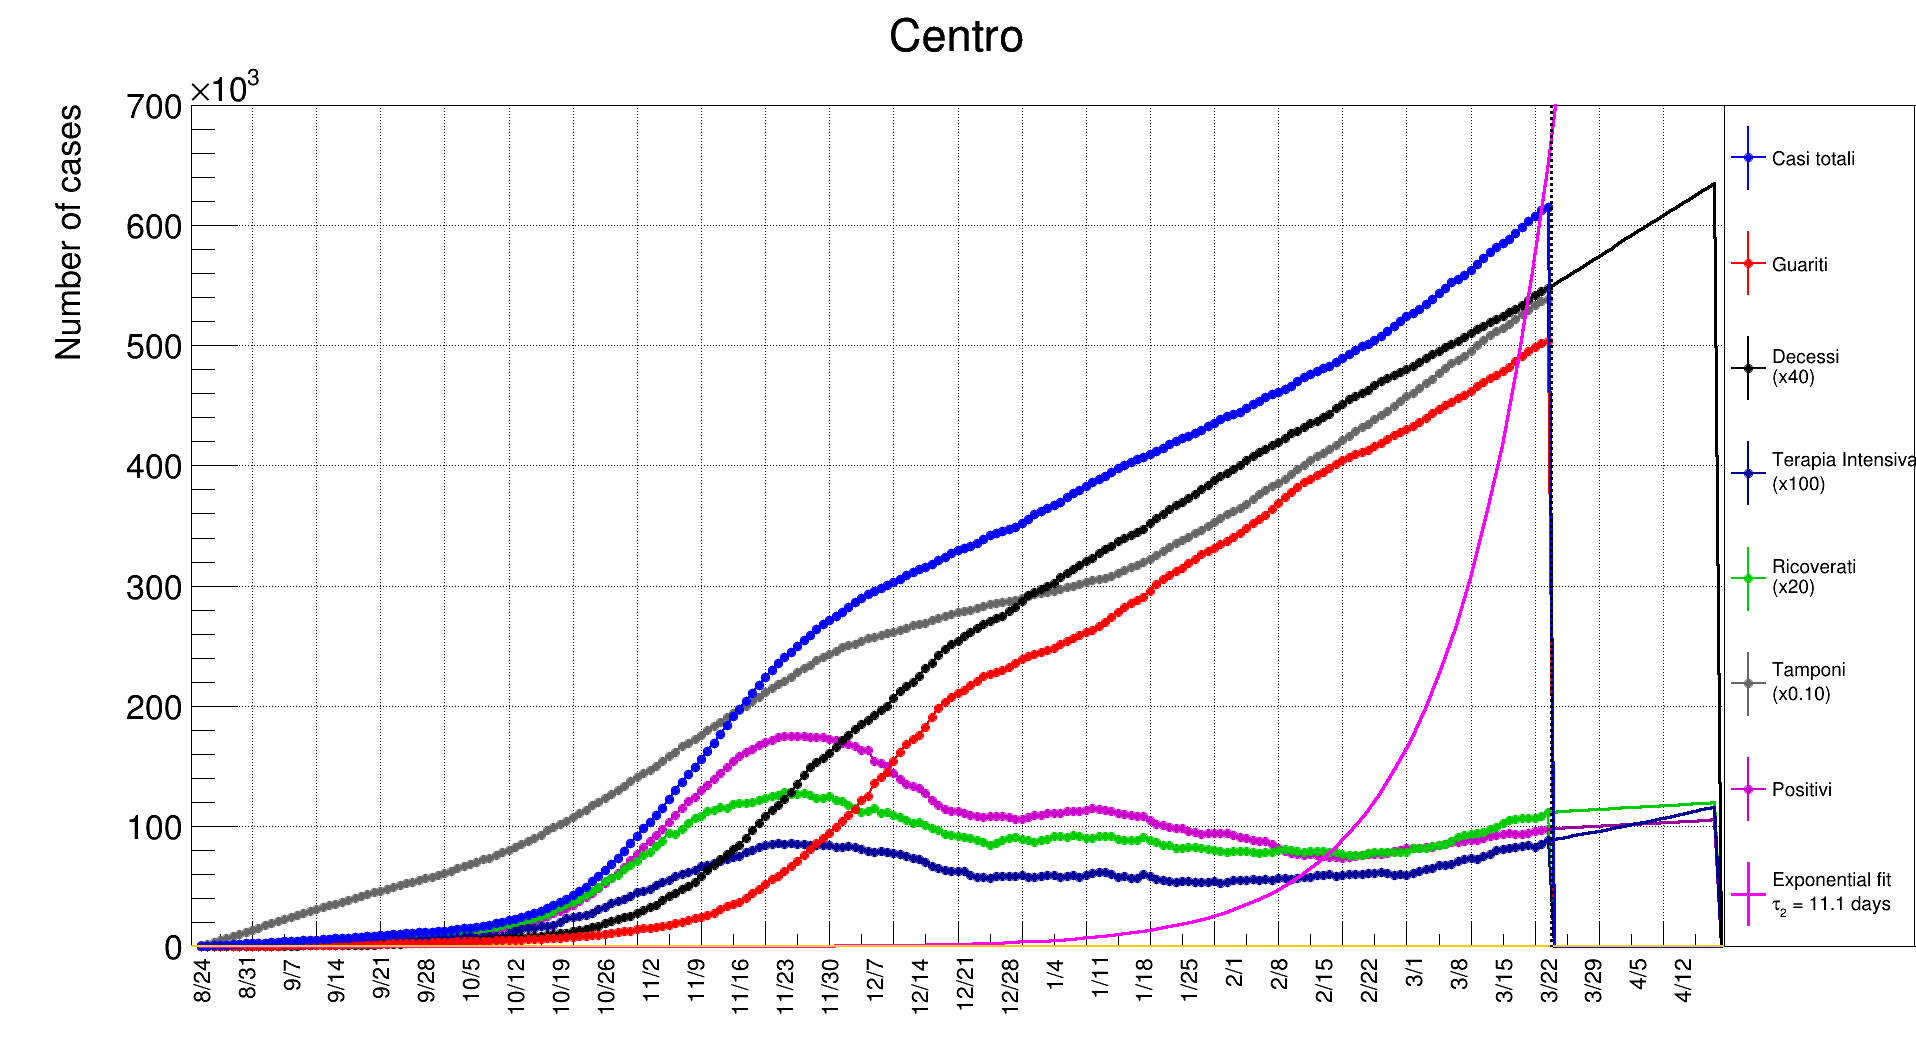 Centro
×10³
Number of cases
700
600
500
400
300
200
100
0
8/24
8/31
9/7
9/14
9/21
9/28
10/5
10/12
10/19
10/26
11/2
11/9
11/16
11/23
11/30
12/7
12/14
12/21
12/28
1/4
1/11
1/18
1/25
2/1
2/8
2/15
2/22
3/1
3/8
3/15
3/22
3/29
4/5
4/12
Casi totali
Guariti
Decessi
(x40)
Terapia Intensiva
(x100)
Ricoverati
(x20)
Tamponi
(x0.10)
Positivi
Exponential fit
τ₂ = 11.1 days